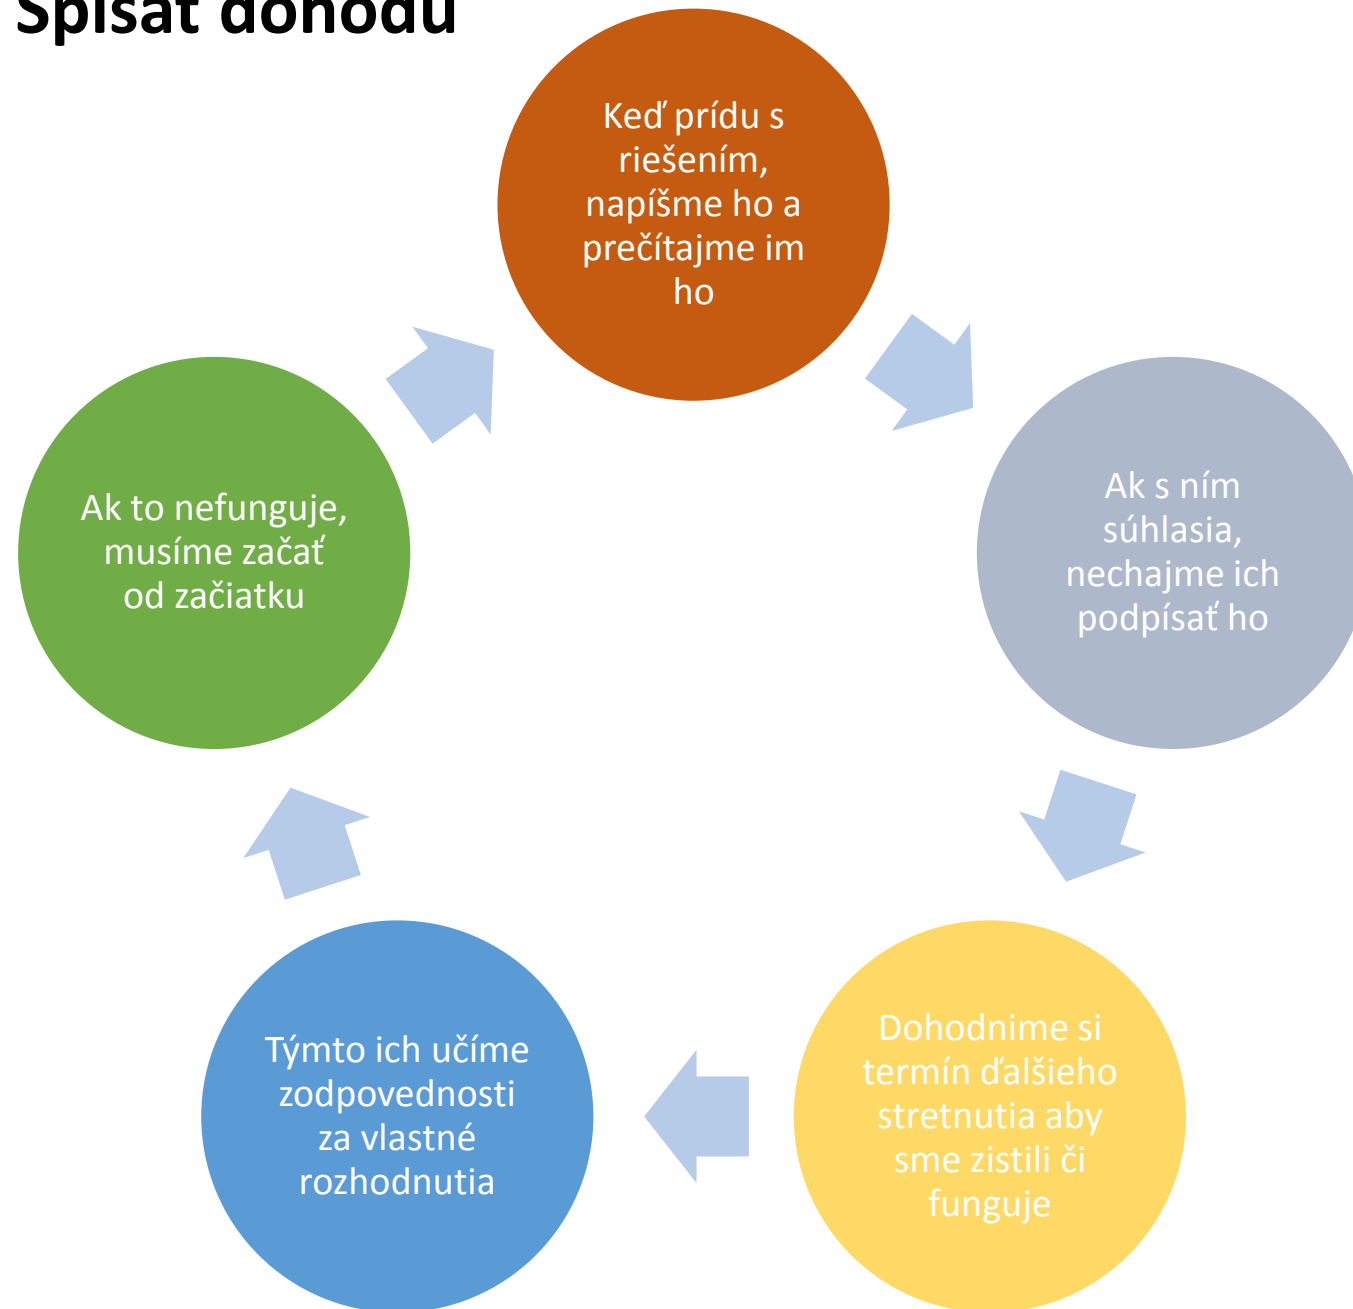 Spísať dohodu
Keď prídu s
riešením,
napíšme ho a
prečítajme im
ho
Ak s ním
súhlasia,
nechajme ich
podpísať ho
Dohodnime si
termín ďalšieho
stretnutia aby
sme zistili či
funguje
Týmto ich učíme
zodpovednosti
za vlastné
rozhodnutia
Ak to nefunguje,
musíme začať
od začiatku